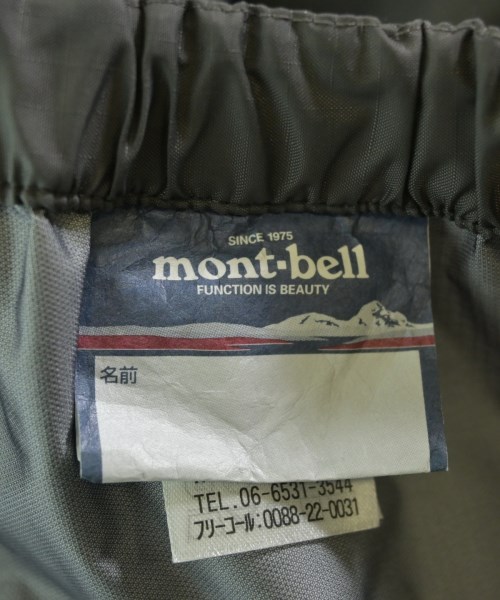 SINCE 1975
mont-bell
FUNCTION IS BEAUTY
名前
TEL.06-6531-3544
フリーコール:0088-22-0031